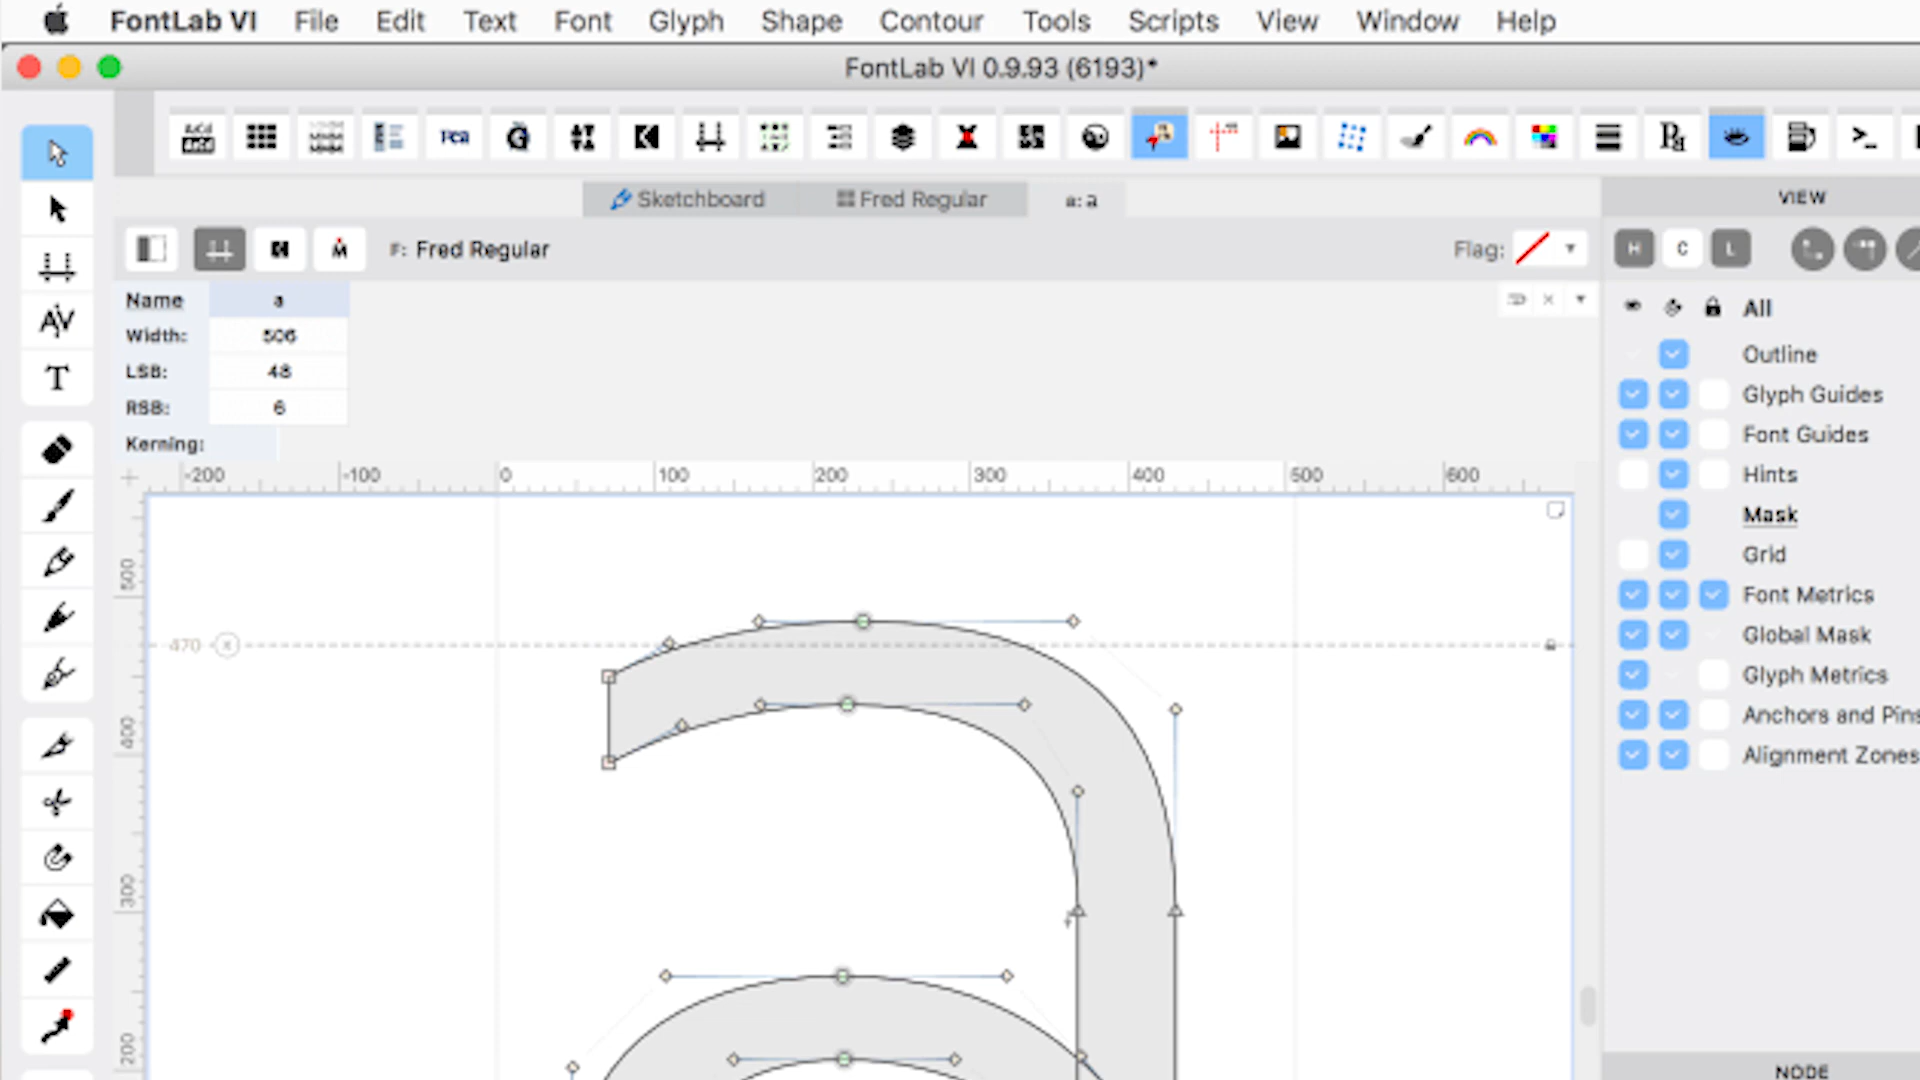 FontLab VI File Edit Text Font Glyph Shape Contour Tools Scripts View Window Help
FontLab VI 0.9.93 (6193)*
Sketchboard Fred Regular a: a
VIEW
F: Fred Regular
Flag:
H C L
Name a
Width: 506
LSB: 48
RSB: 6
Kerning:
All
Outline
Glyph Guides
Font Guides
Hints
Mask
Grid
Font Metrics
Global Mask
Glyph Metrics
Anchors and Pins
Alignment Zones
-200 -100 0 100 200 300 400 500 600
500
470 x
400
300
200
NODE